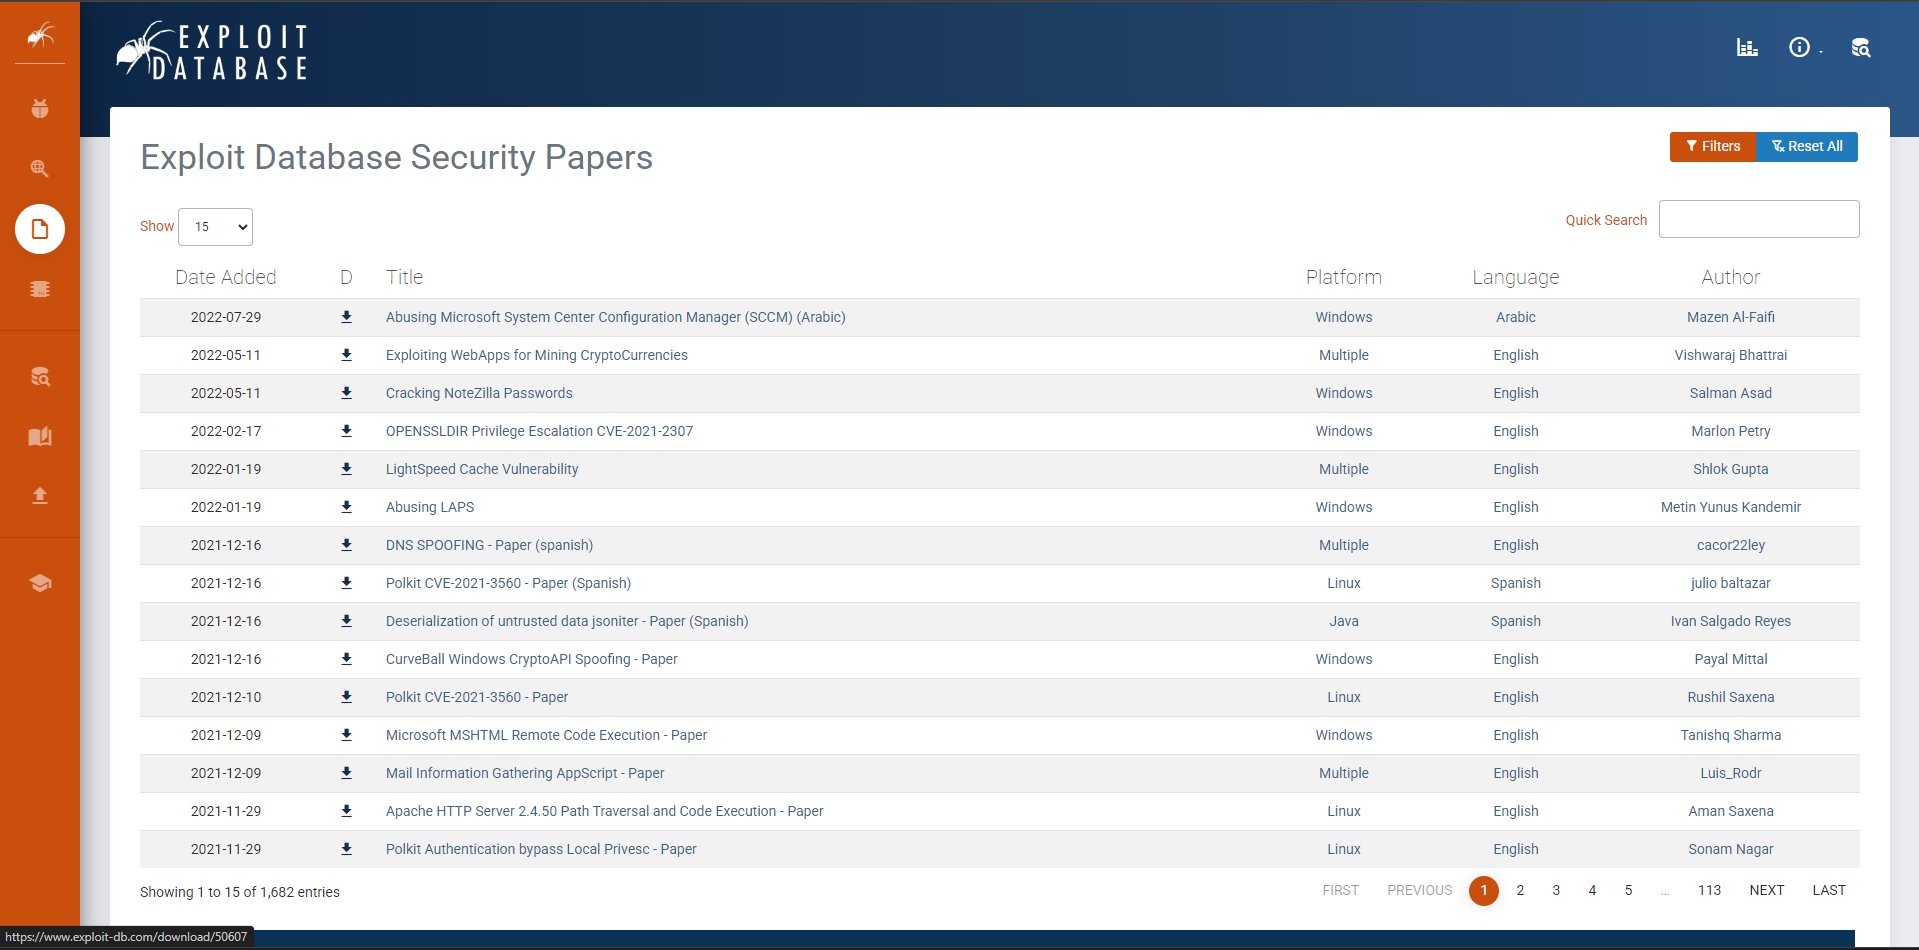 EXPLOIT
DATABASE
Exploit Database Security Papers
Filters Reset All
Show 15 Quick Search
Date Added D Title Platform Language Author
2022-07-29 Abusing Microsoft System Center Configuration Manager (SCCM) (Arabic) Windows Arabic Mazen Al-Faifi
2022-05-11 Exploiting WebApps for Mining CryptoCurrencies Multiple English Vishwaraj Bhattrai
2022-05-11 Cracking NoteZilla Passwords Windows English Salman Asad
2022-02-17 OPENSSLDIR Privilege Escalation CVE-2021-2307 Windows English Marlon Petry
2022-01-19 LightSpeed Cache Vulnerability Multiple English Shlok Gupta
2022-01-19 Abusing LAPS Windows English Metin Yunus Kandemir
2021-12-16 DNS SPOOFING - Paper (spanish) Multiple English cacor22ley
2021-12-16 Polkit CVE-2021-3560 - Paper (Spanish) Linux Spanish julio baltazar
2021-12-16 Deserialization of untrusted data jsoniter - Paper (Spanish) Java Spanish Ivan Salgado Reyes
2021-12-16 CurveBall Windows CryptoAPI Spoofing - Paper Windows English Payal Mittal
2021-12-10 Polkit CVE-2021-3560 - Paper Linux English Rushil Saxena
2021-12-09 Microsoft MSHTML Remote Code Execution - Paper Windows English Tanishq Sharma
2021-12-09 Mail Information Gathering AppScript - Paper Multiple English Luis_Rodr
2021-11-29 Apache HTTP Server 2.4.50 Path Traversal and Code Execution - Paper Linux English Aman Saxena
2021-11-29 Polkit Authentication bypass Local Privesc - Paper Linux English Sonam Nagar
Showing 1 to 15 of 1,682 entries FIRST PREVIOUS 1 2 3 4 5 … 113 NEXT LAST
https://www.exploit-db.com/download/50607